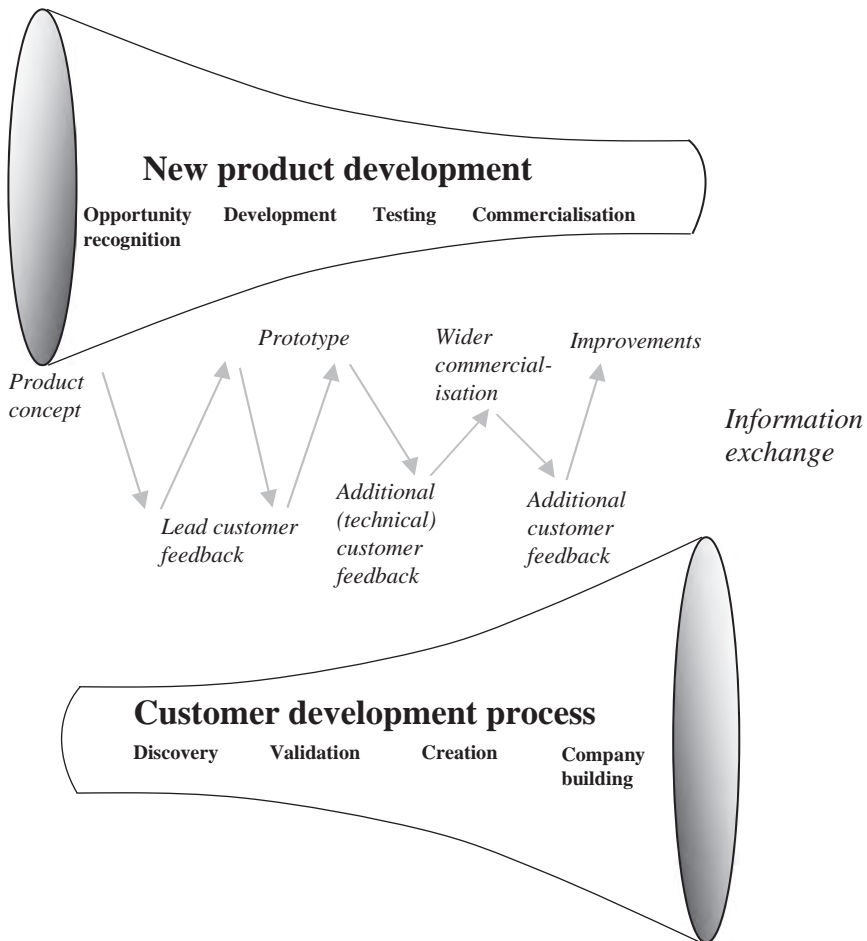 New product development
Opportunity
recognition
Development
Testing
Commercialisation
Product
concept
Prototype
Wider
commercial-
isation
Improvements
Information
exchange
Lead customer
feedback
Additional
(technical)
customer
feedback
Additional
customer
feedback
Customer development process
Discovery
Validation
Creation
Company
building